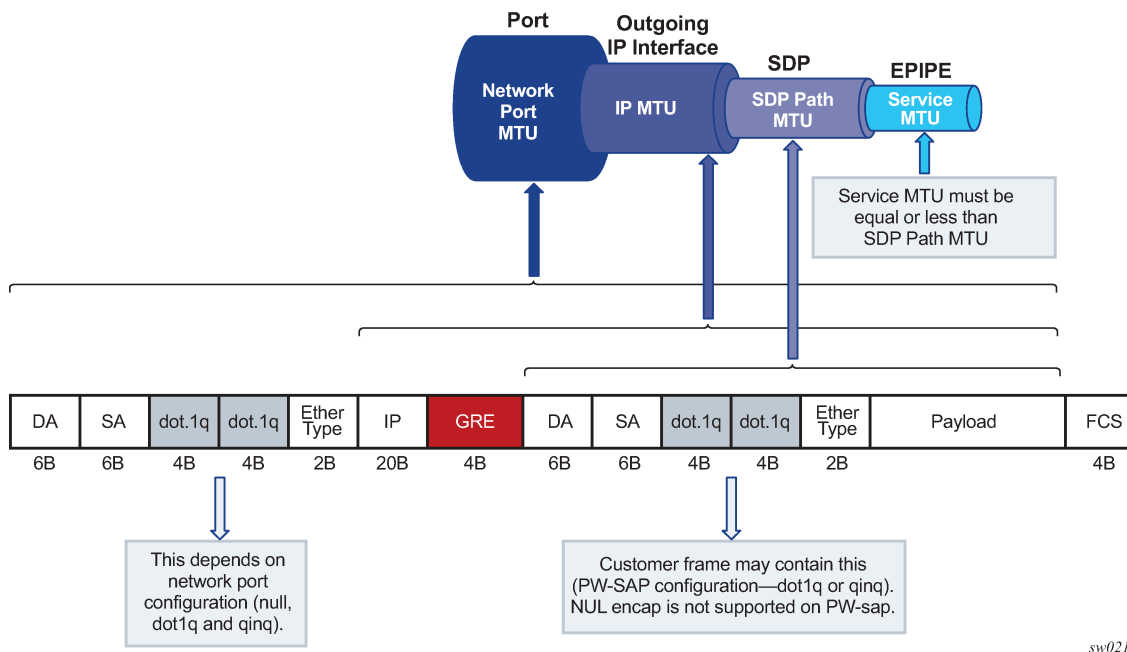 Port
Outgoing
IP Interface
SDP
EPIPE
Network
Port
MTU
IP MTU
SDP Path
MTU
Service
MTU
Service MTU must be
equal or less than
SDP Path MTU
DA
SA
dot.1q
dot.1q
Ether
Type
IP
GRE
DA
SA
dot.1q
dot.1q
Ether
Type
Payload
FCS
6B
6B
4B
4B
2B
20B
4B
6B
6B
4B
4B
2B
4B
This depends on
network port
configuration (null,
dot1q and qinq).
Customer frame may contain this
(PW-SAP configuration—dot1q or qinq).
NUL encap is not supported on PW-sap.
sw021